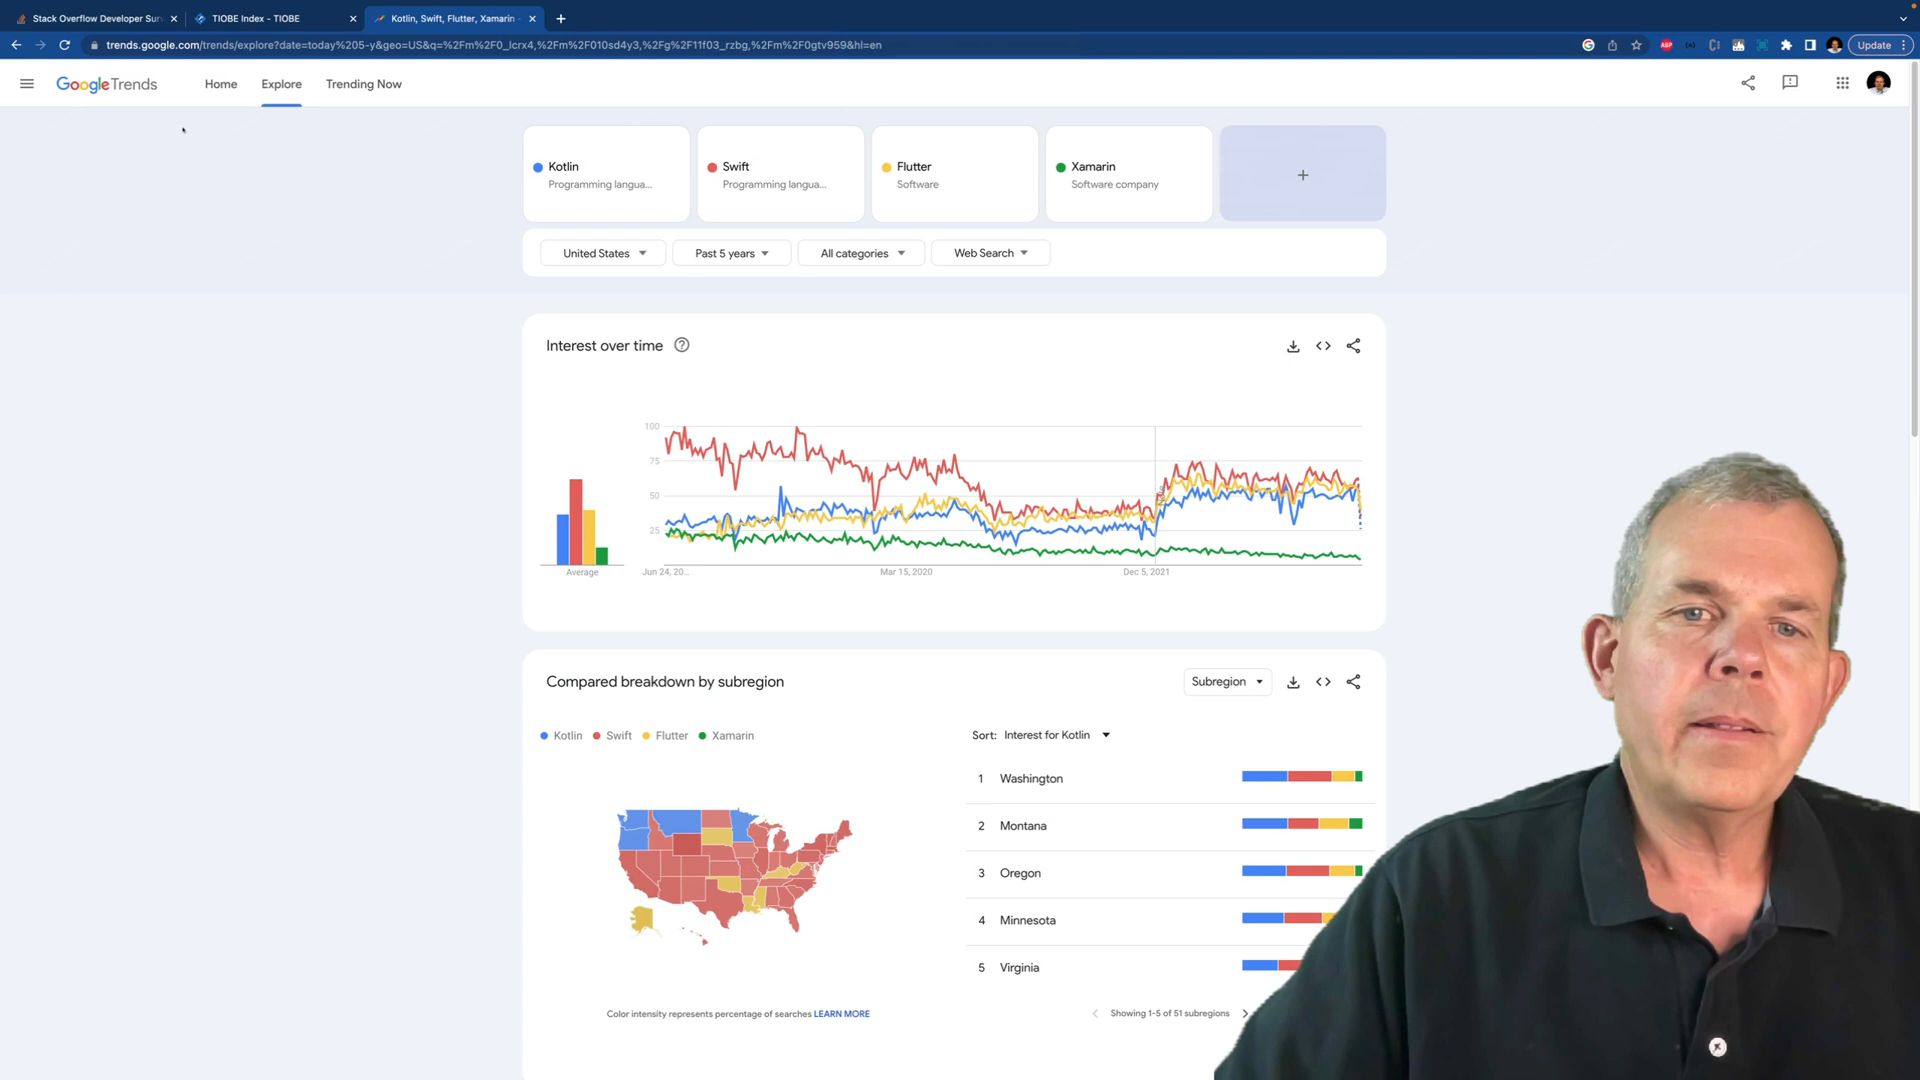 Stack Overflow Developer Sur
TIOBE Index - TIOBE
Kotlin, Swift, Flutter, Xamarin -
trends.google.com/trends/explore?date=today%205-y&geo=US&q=%2Fm%2F0_lcrx4,%2Fm%2F010sd4y3,%2Fg%2F11f03_rzbg,%2Fm%2F0gtv959&hl=en
ABP
Update
Google Trends
Home
Explore
Trending Now
Kotlin
Programming langua...
Swift
Programming langua...
Flutter
Software
Xamarin
Software company
+
United States
Past 5 years
All categories
Web Search
Interest over time
100
75
50
25
Average
Jun 24, 20...
Mar 15, 2020
Dec 5, 2021
Note
Compared breakdown by subregion
Subregion
Kotlin
Swift
Flutter
Xamarin
Sort: Interest for Kotlin
1 Washington
2 Montana
3 Oregon
4 Minnesota
5 Virginia
Color intensity represents percentage of searches LEARN MORE
Showing 1-5 of 51 subregions